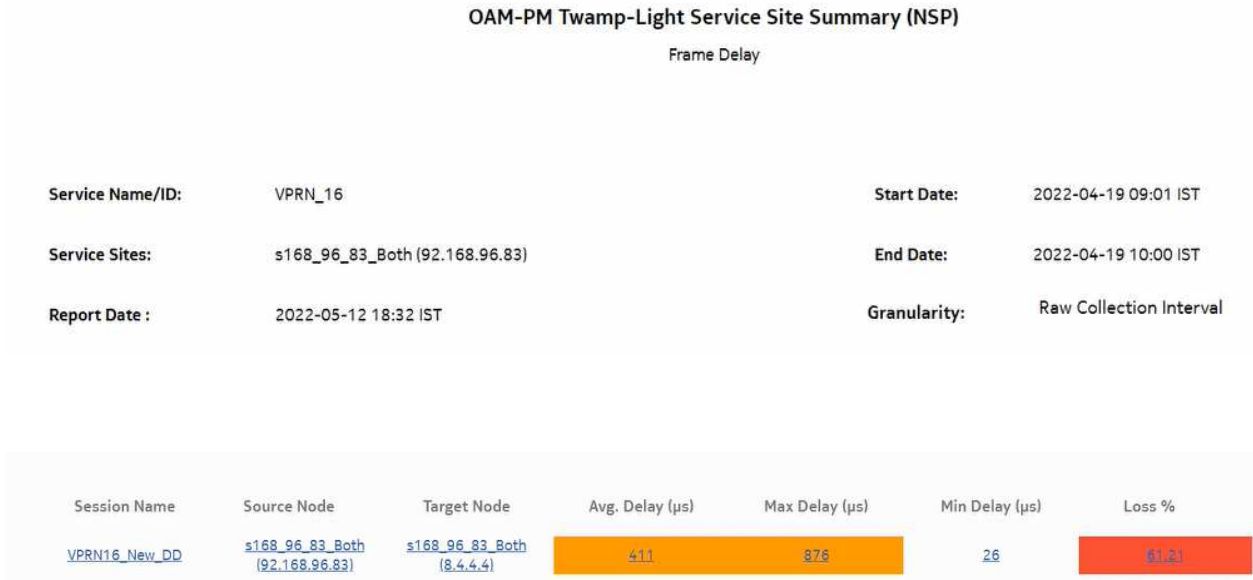 OAM-PM Twamp-Light Service Site Summary (NSP)
Frame Delay
Service Name/ID: VPRN_16 Start Date: 2022-04-19 09:01 IST
Service Sites: s168_96_83_Both (92.168.96.83) End Date: 2022-04-19 10:00 IST
Report Date : 2022-05-12 18:32 IST Granularity: Raw Collection Interval
Session Name Source Node Target Node Avg. Delay (µs) Max Delay (µs) Min Delay (µs) Loss %
VPRN16_New_DD s168_96_83_Both s168_96_83_Both 411 876 26 61.21
(92.168.96.83) (8.4.4.4)